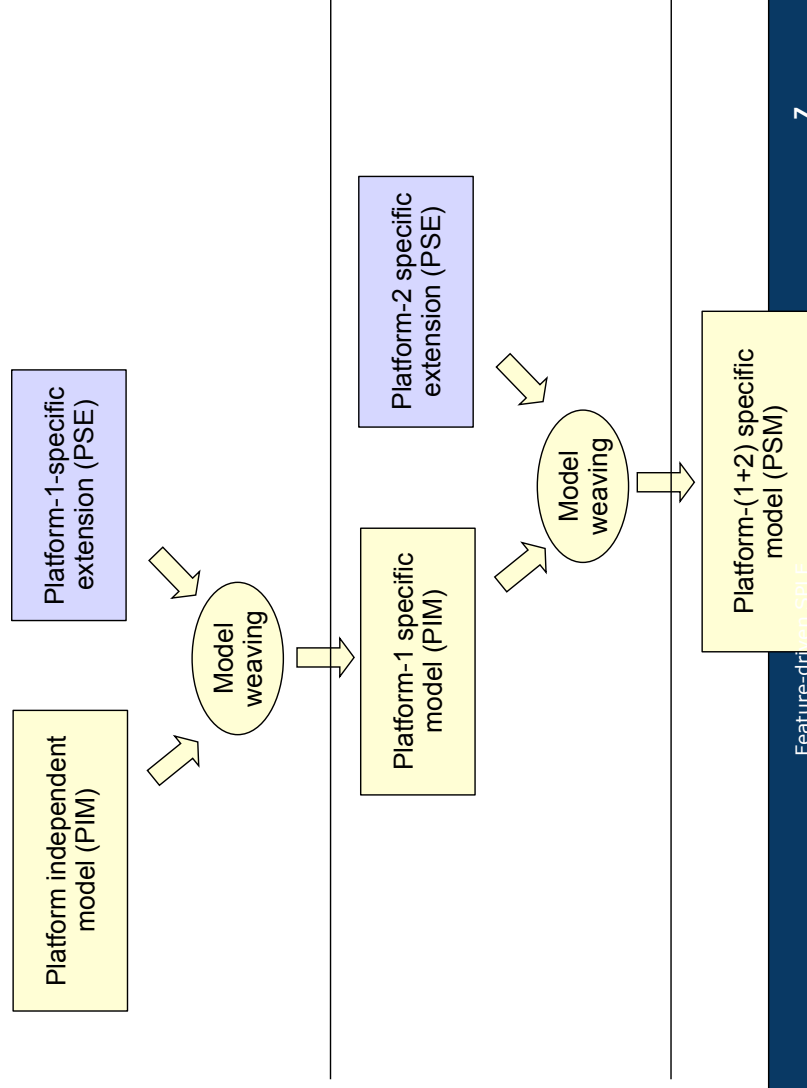 Platform independent
model (PIM)
Platform-1-specific
extension (PSE)
Model
weaving
Platform-1 specific
model (PIM)
Platform-2 specific
extension (PSE)
Model
weaving
Platform-(1+2) specific
model (PSM)
7